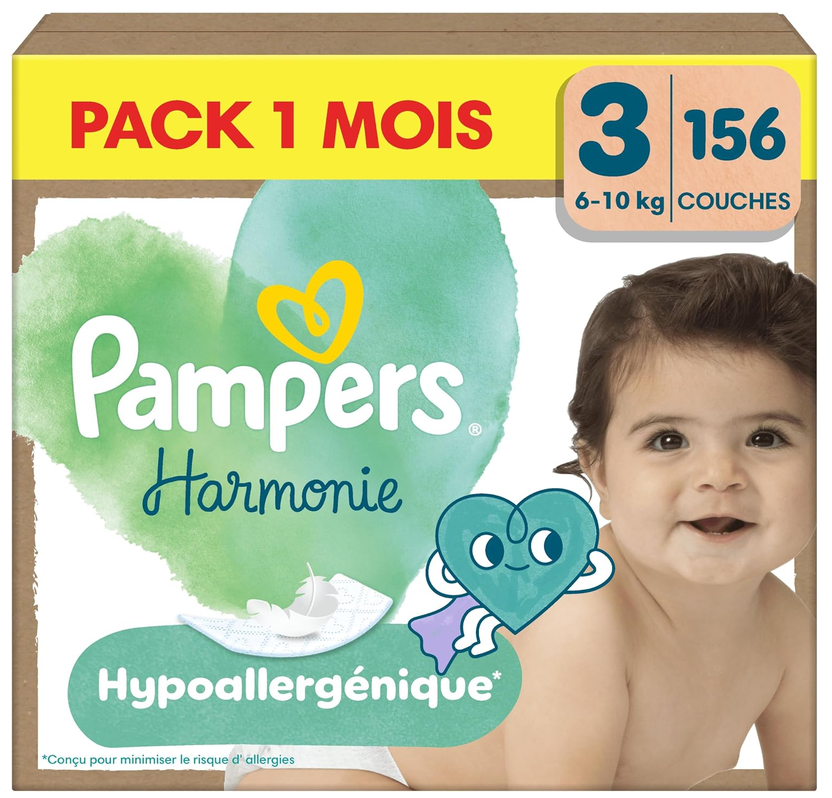 PACK 1 MOIS
3
156
6-10 kg
COUCHES
Pampers®
Harmonie
Hypoallergénique*
*Conçu pour minimiser le risque d' allergies